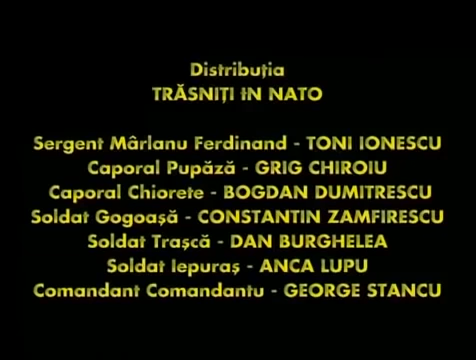 Distribuția
TRĂSNIȚI ÎN NATO
Sergent Mârlanu Ferdinand - TONI IONESCU
Caporal Pupăză - GRIG CHIROIU
Caporal Chiorete - BOGDAN DUMITRESCU
Soldat Gogoașă - CONSTANTIN ZAMFIRESCU
Soldat Trașcă - DAN BURGHELEA
Soldat Iepuraș - ANCA LUPU
Comandant Comandantu - GEORGE STANCU